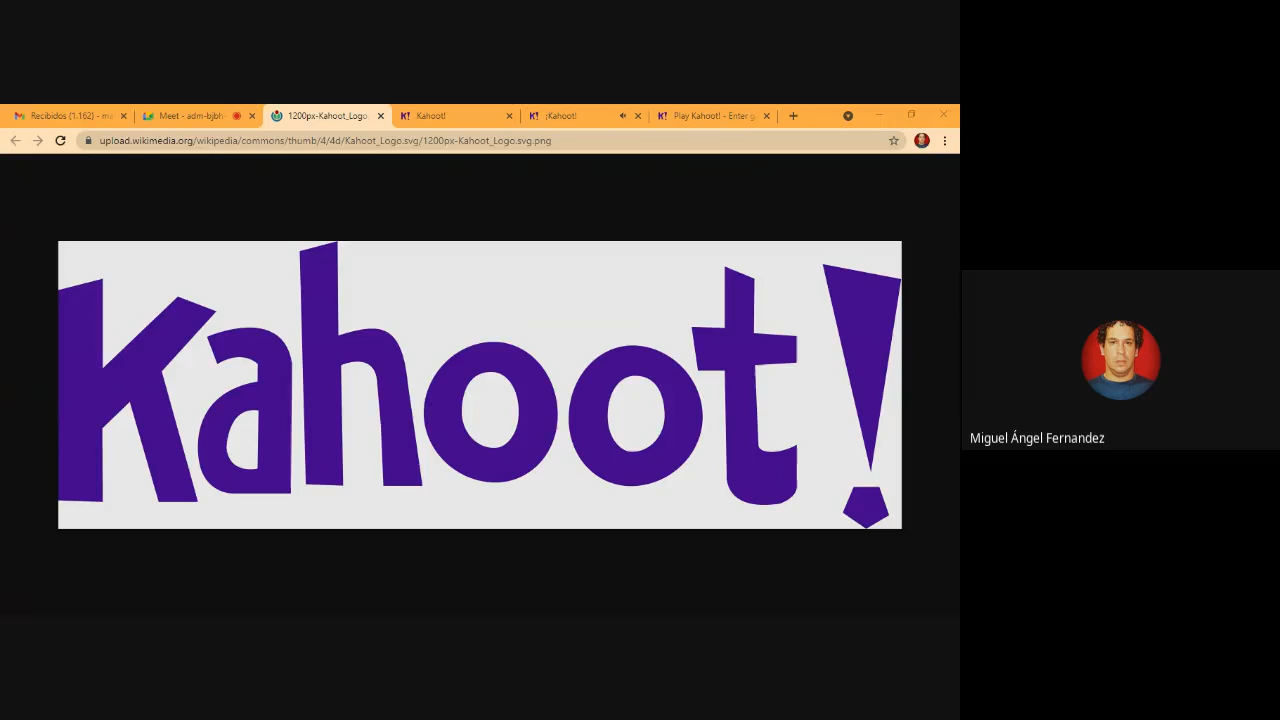 Recibidos (1.162) - ma
Meet - adm-bjbh-
1200px-Kahoot_Logo.
Kahoot!
¡Kahoot!
Play Kahoot! - Enter g
upload.wikimedia.org/wikipedia/commons/thumb/4/4d/Kahoot_Logo.svg/1200px-Kahoot_Logo.svg.png
Kahoot!
Miguel Ángel Fernandez